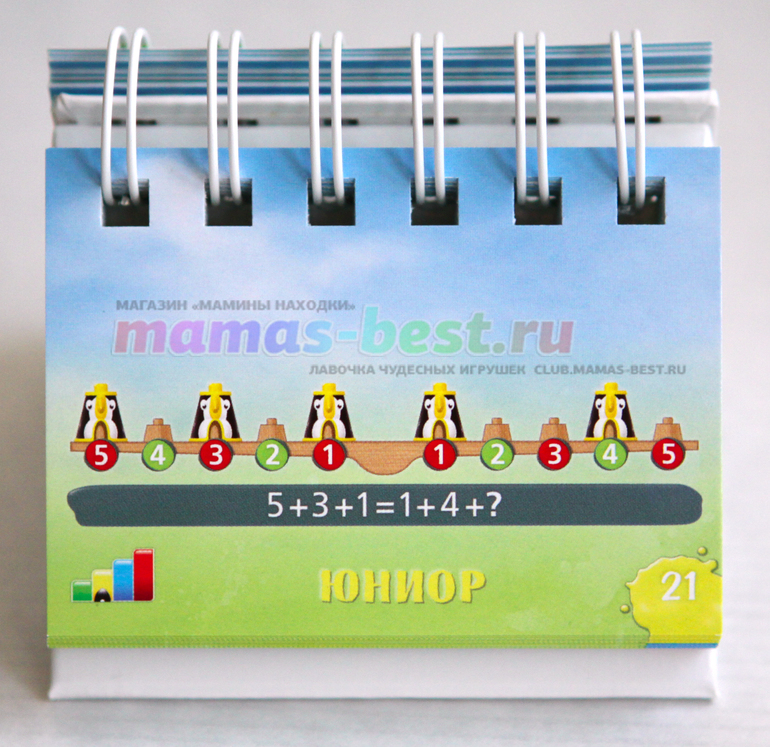 МАГАЗИН «МАМИНЫ НАХОДКИ»
mamas-best.ru
ЛАВОЧКА ЧУДЕСНЫХ ИГРУШЕК CLUB.MAMAS-BEST.RU
5 4 3 2 1 1 2 3 4 5
5+3+1=1+4+?
ЮНИОР
21